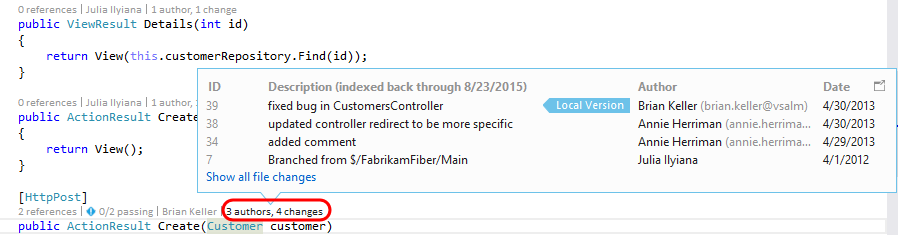 0 references | Julia Ilyiana | 1 author, 1 change
public ViewResult Details(int id)
{
return View(this.customerRepository.Find(id));
}
ID Description (indexed back through 8/23/2015) Author Date
39 fixed bug in CustomersController Local Version Brian Keller (brian.keller@vsalm) 4/30/2013
0 references | Julia Ilyiana | 1 author,
public ActionResult Create
38 updated controller redirect to be more specific Annie Herriman (annie.herrima... 4/30/2013
{
34 added comment Annie Herriman (annie.herrima... 4/29/2013
return View();
7 Branched from $/FabrikamFiber/Main Julia Ilyiana 4/1/2012
}
Show all file changes
[HttpPost]
2 references | 0/2 passing | Brian Keller | 3 authors, 4 changes
public ActionResult Create(Customer customer)